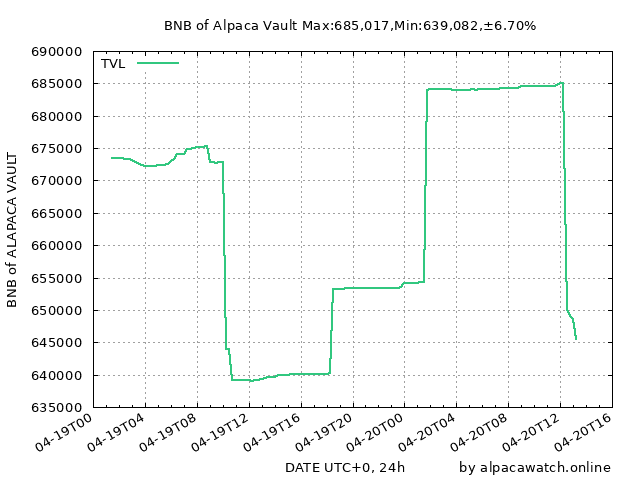 BNB of Alpaca Vault Max:685,017,Min:639,082,±6.70%
TVL
BNB of ALAPACA VAULT
690000
685000
680000
675000
670000
665000
660000
655000
650000
645000
640000
635000
04-19T00
04-19T04
04-19T08
04-19T12
04-19T16
04-19T20
04-20T00
04-20T04
04-20T08
04-20T12
04-20T16
DATE UTC+0, 24h
by alpacawatch.online